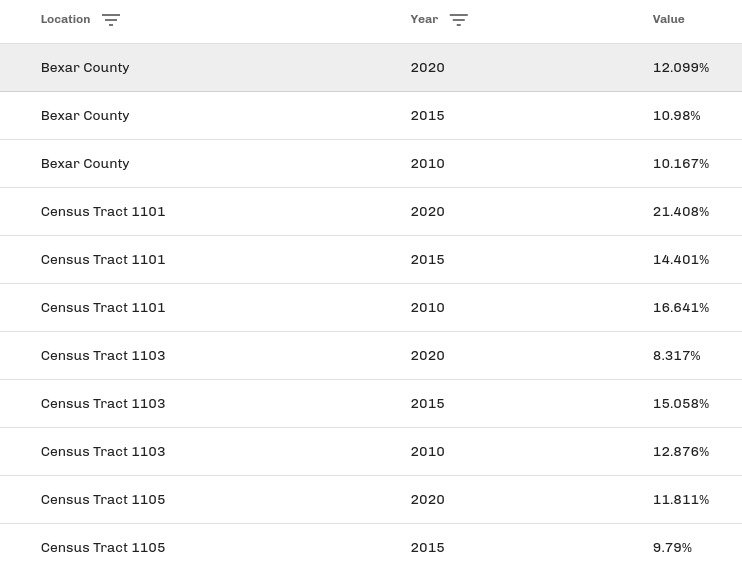 Location Year Value
Bexar County 2020 12.099%
Bexar County 2015 10.98%
Bexar County 2010 10.167%
Census Tract 1101 2020 21.408%
Census Tract 1101 2015 14.401%
Census Tract 1101 2010 16.641%
Census Tract 1103 2020 8.317%
Census Tract 1103 2015 15.058%
Census Tract 1103 2010 12.876%
Census Tract 1105 2020 11.811%
Census Tract 1105 2015 9.79%